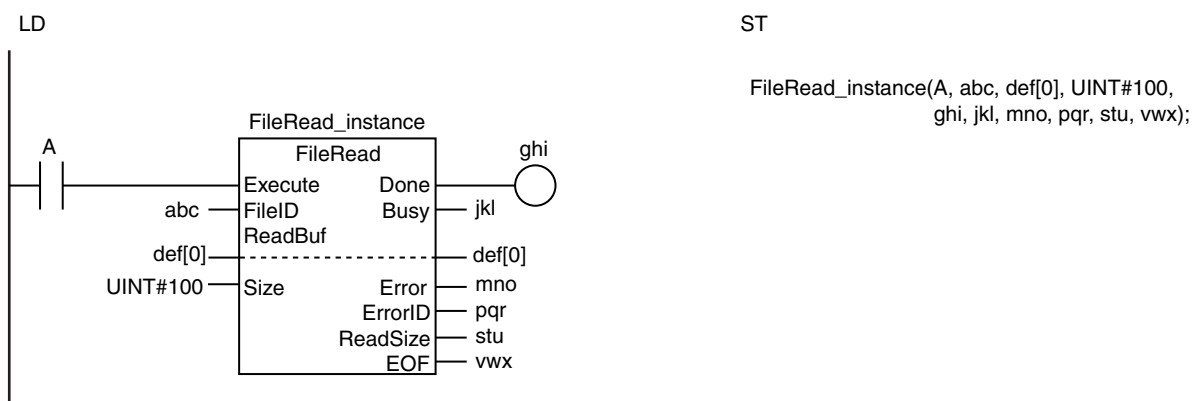 LD
ST
FileRead_instance(A, abc, def[0], UINT#100,
ghi, jkl, mno, pqr, stu, vwx);
FileRead_instance
A
FileRead
ghi
Execute
Done
abc
FileID
Busy
jkl
ReadBuf
def[0]
def[0]
UINT#100
Size
Error
mno
ErrorID
pqr
ReadSize
stu
EOF
vwx